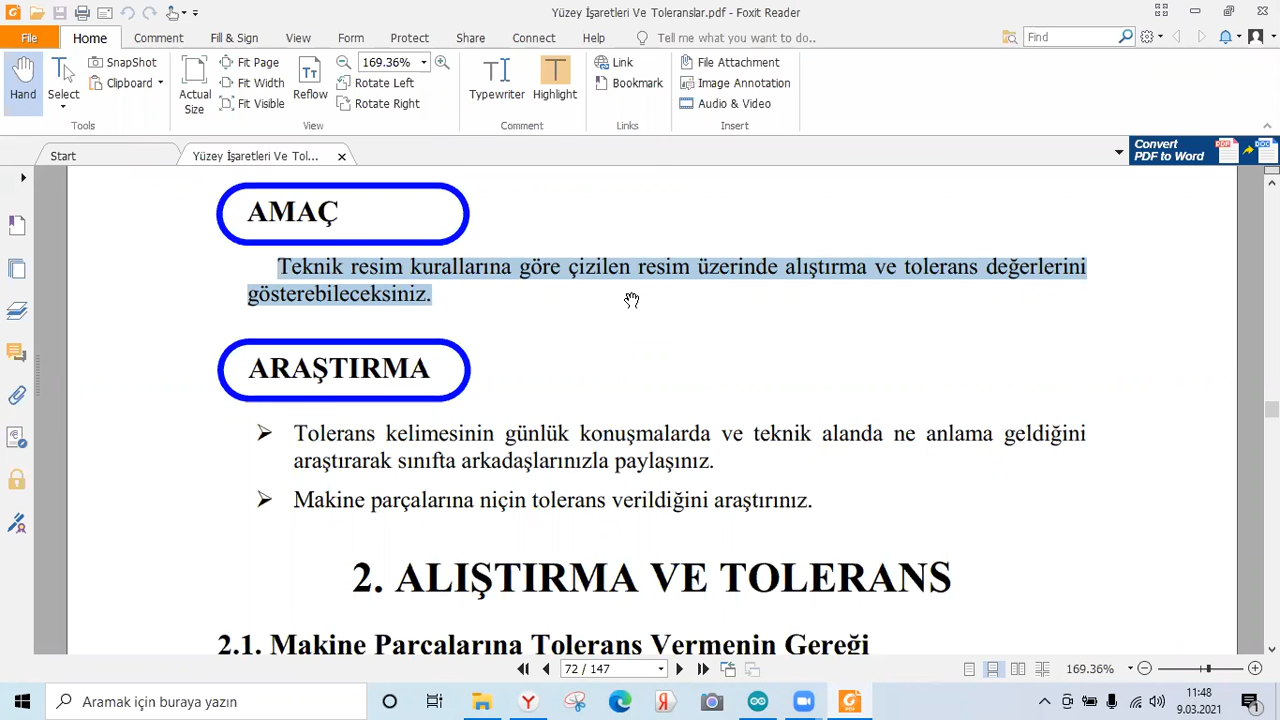 Yüzey İşaretleri Ve Toleranslar.pdf - Foxit Reader
File Home Comment Fill & Sign View Form Protect Share Connect Help Tell me what you want to do.. Find
Hand
Select
SnapShot
Clipboard
Tools
Actual
Size
Fit Page
Fit Width
Fit Visible
Reflow
169.36%
Rotate Left
Rotate Right
View
Typewriter
Highlight
Comment
Link
Bookmark
Links
File Attachment
Image Annotation
Audio & Video
Insert
Start
Yüzey İşaretleri Ve Tol...
Convert
PDF to Word
AMAÇ
Teknik resim kurallarına göre çizilen resim üzerinde alıştırma ve tolerans değerlerini
gösterebileceksiniz.
ARAŞTIRMA
Tolerans kelimesinin günlük konuşmalarda ve teknik alanda ne anlama geldiğini
araştırarak sınıfta arkadaşlarınızla paylaşınız.
Makine parçalarına niçin tolerans verildiğini araştırınız.
2. ALIŞTIRMA VE TOLERANS
2.1. Makine Parçalarına Tolerans Vermenin Gereği
72 / 147
169.36%
Aramak için buraya yazın
11:48
9.03.2021